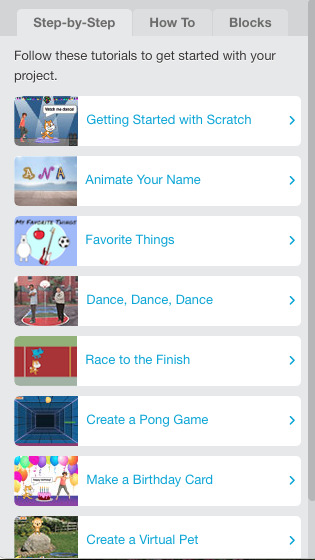 Step-by-Step How To Blocks
Follow these tutorials to get started with your
project.
Watch me dance!
Getting Started with Scratch
ANA
Animate Your Name
MY FAVORITE THINGS
Favorite Things
Dance, Dance, Dance
Race to the Finish
Create a Pong Game
Make a Birthday Card
Create a Virtual Pet